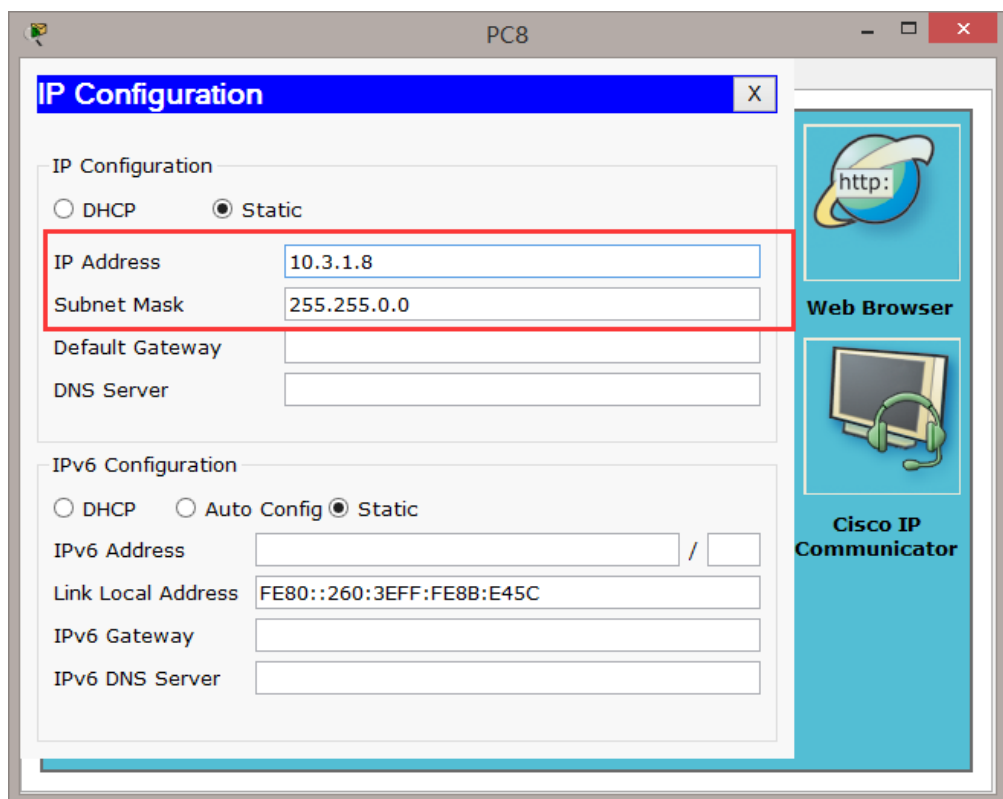 PC8
IP Configuration X
IP Configuration
DHCP Static
IP Address 10.3.1.8
Subnet Mask 255.255.0.0
Default Gateway
DNS Server
IPv6 Configuration
DHCP Auto Config Static
IPv6 Address /
Link Local Address FE80::260:3EFF:FE8B:E45C
IPv6 Gateway
IPv6 DNS Server
http:
Web Browser
Cisco IP
Communicator